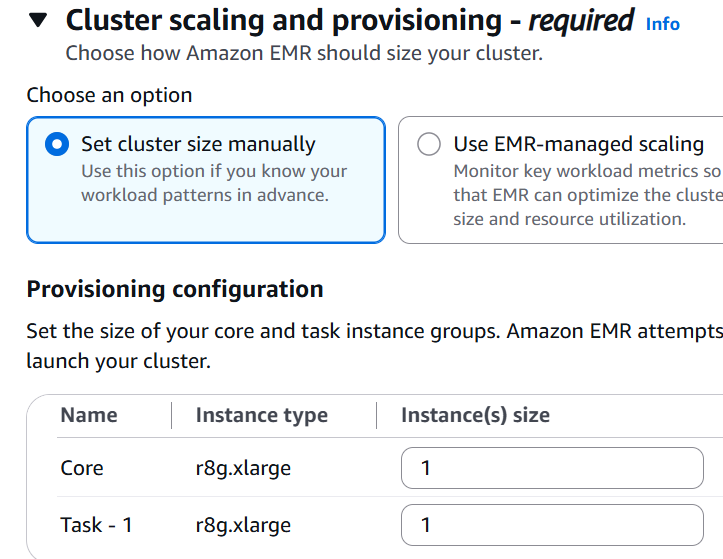 Cluster scaling and provisioning - required Info
Choose how Amazon EMR should size your cluster.
Choose an option
Set cluster size manually
Use this option if you know your
workload patterns in advance.
Use EMR-managed scaling
Monitor key workload metrics so
that EMR can optimize the cluste
size and resource utilization.
Provisioning configuration
Set the size of your core and task instance groups. Amazon EMR attempts
launch your cluster.
Name Instance type Instance(s) size
Core r8g.xlarge 1
Task - 1 r8g.xlarge 1